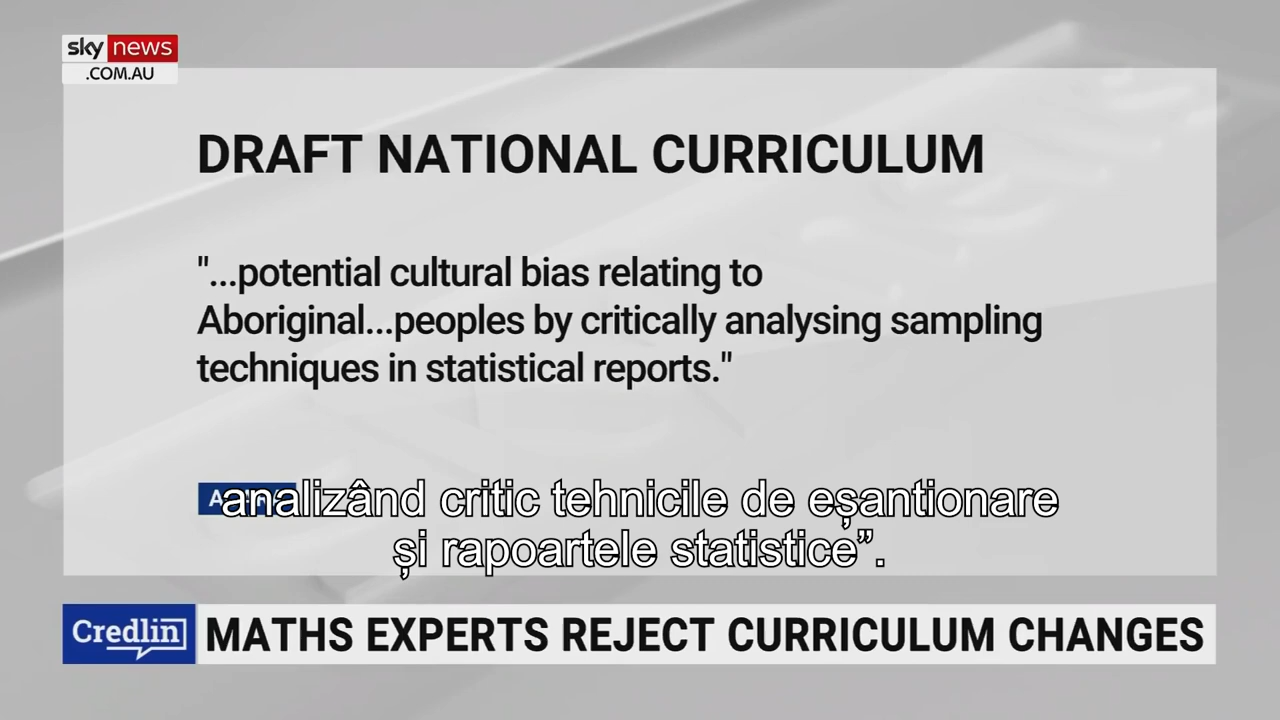 sky news
.COM.AU
DRAFT NATIONAL CURRICULUM
"...potential cultural bias relating to
Aboriginal...peoples by critically analysing sampling
techniques in statistical reports."
analizând critic tehnicile de eșantionare
și rapoartele statistice”.
Credlin
MATHS EXPERTS REJECT CURRICULUM CHANGES